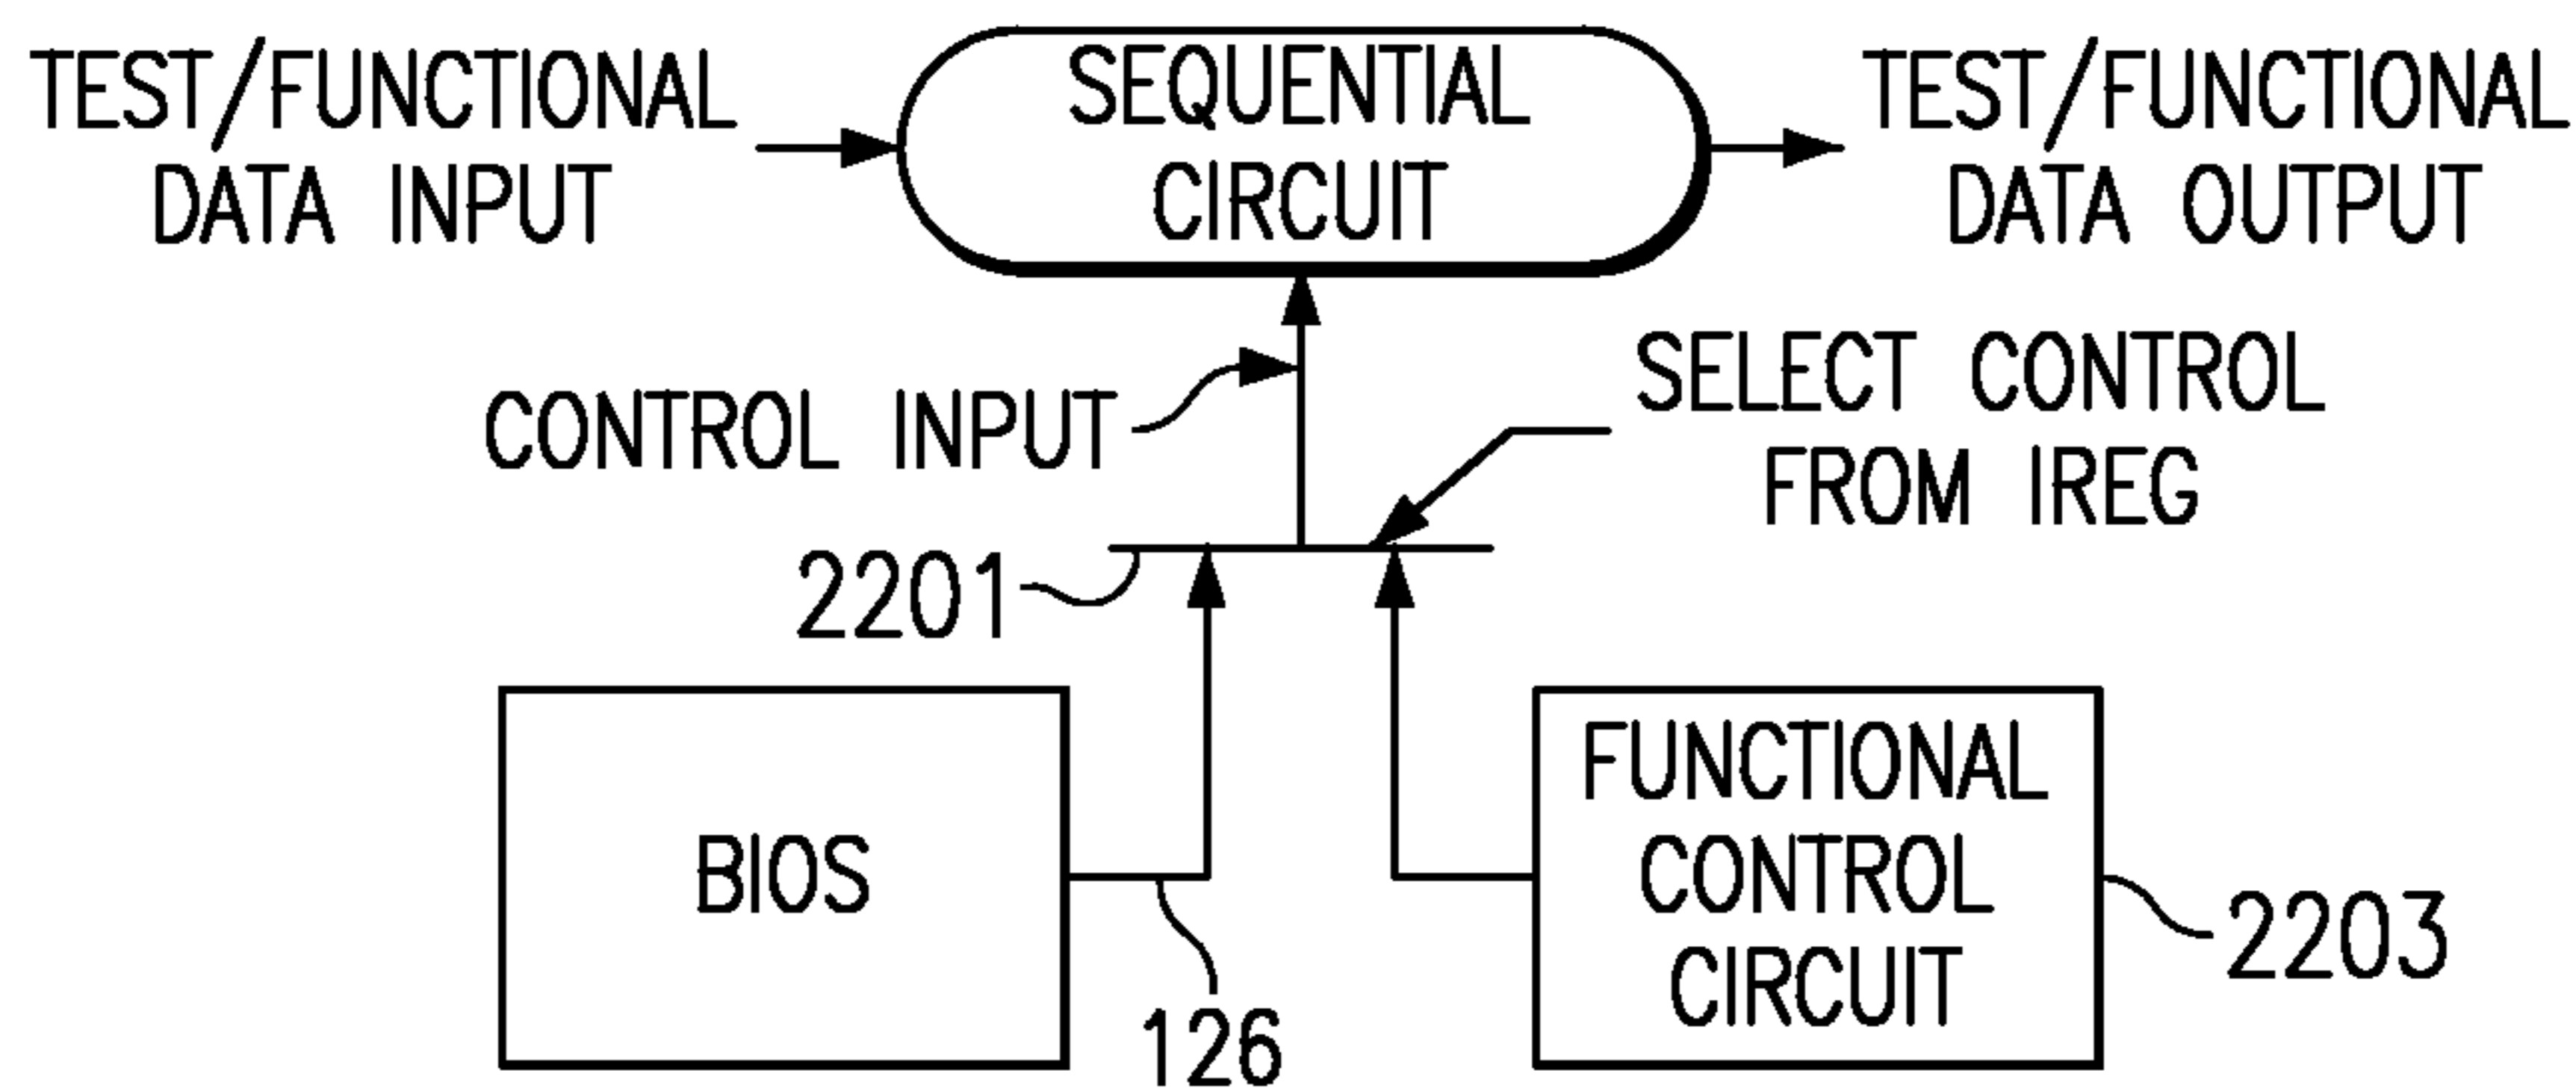 TEST/FUNCTIONAL
DATA INPUT
SEQUENTIAL
CIRCUIT
TEST/FUNCTIONAL
DATA OUTPUT
CONTROL INPUT
SELECT CONTROL
FROM IREG
2201
BIOS
126
FUNCTIONAL
CONTROL
CIRCUIT
2203